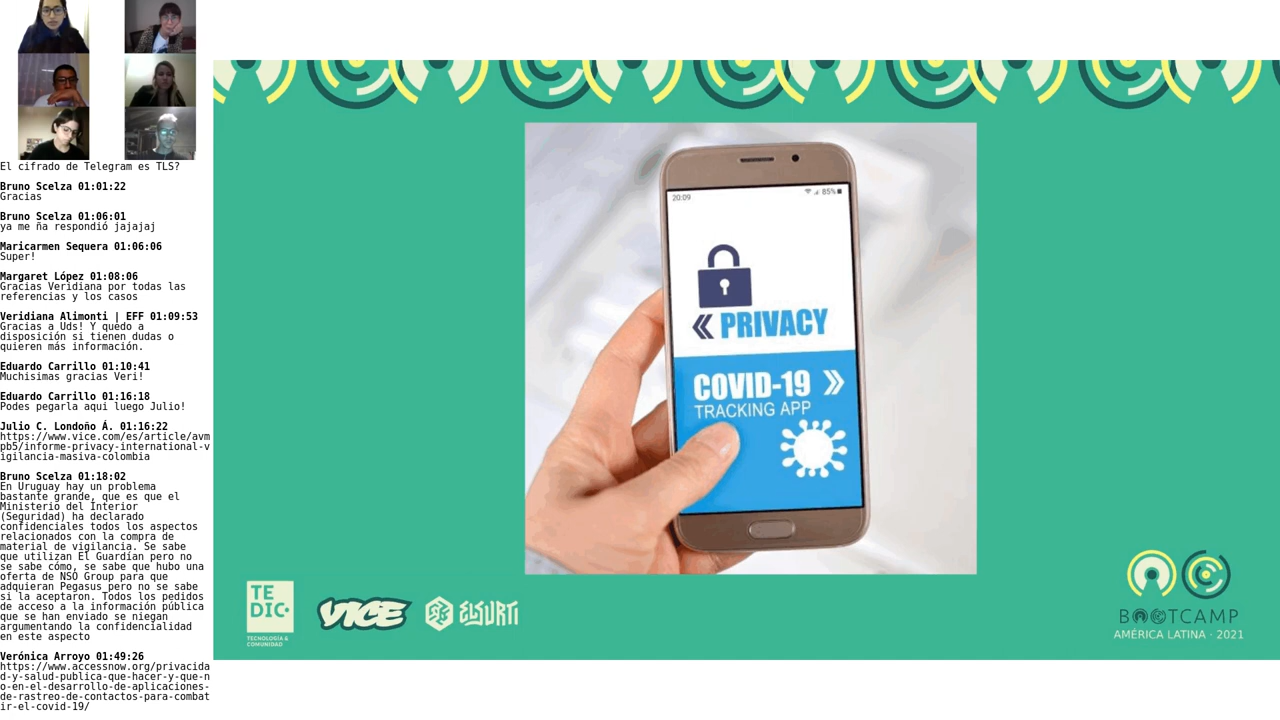 El cifrado de Telegram es TLS?
Bruno Scelza 01:01:22
Gracias
Bruno Scelza 01:06:01
ya me ña respondió jajajaj
Maricarmen Sequera 01:06:06
Super!
Margaret López 01:08:06
Gracias Veridiana por todas las
referencias y los casos
Veridiana Alimonti | EFF 01:09:53
Gracias a Uds! Y quedo a
disposición si tienen dudas o
quieren más información.
Eduardo Carrillo 01:10:41
Muchisimas gracias Veri!
Eduardo Carrillo 01:16:18
Podes pegarla aqui luego Julio!
Julio C. Londoño Á. 01:16:22
https://www.vice.com/es/article/avm
pb5/informe-privacy-international-v
igilancia-masiva-colombia
Bruno Scelza 01:18:02
En Uruguay hay un problema
bastante grande, que es que el
Ministerio del Interior
(Seguridad) ha declarado
confidenciales todos los aspectos
relacionados con la compra de
material de vigilancia. Se sabe
que utilizan El Guardían pero no
se sabe cómo, se sabe que hubo una
oferta de NSO Group para que
adquieran Pegasus pero no se sabe
si la aceptaron. Todos los pedidos
de acceso a la información pública
que se han enviado se niegan
argumentando la confidencialidad
en este aspecto
Verónica Arroyo 01:49:26
https://www.accessnow.org/privacida
d-y-salud-publica-que-hacer-y-que-n
o-en-el-desarrollo-de-aplicaciones-
de-rastreo-de-contactos-para-combat
ir-el-covid-19/
20:09
85%
PRIVACY
COVID-19
TRACKING APP
TE
DIC
TECNOLOGÍA &
COMUNIDAD
VICE
ELSURTI
BOOTCAMP
AMÉRICA LATINA · 2021